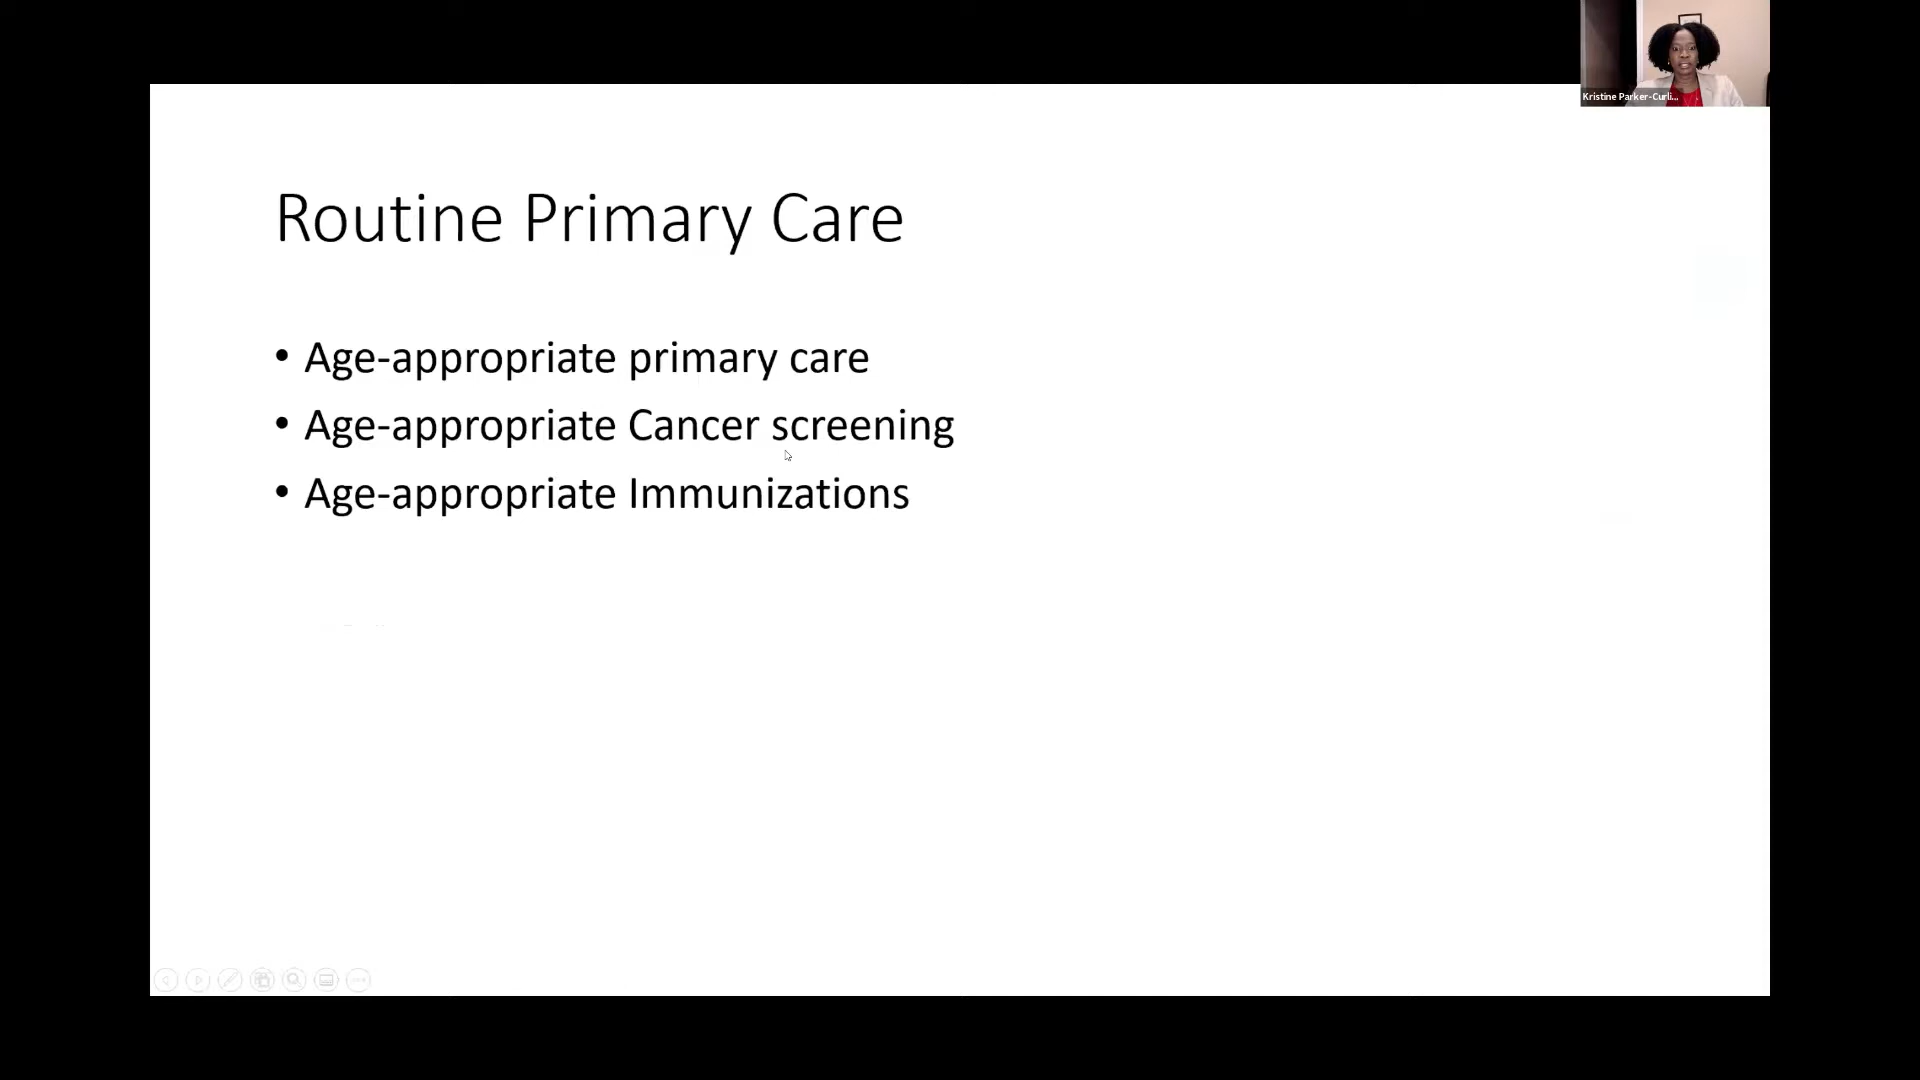 Kristine Parker-Curli...
Routine Primary Care
• Age-appropriate primary care
• Age-appropriate Cancer screening
• Age-appropriate Immunizations